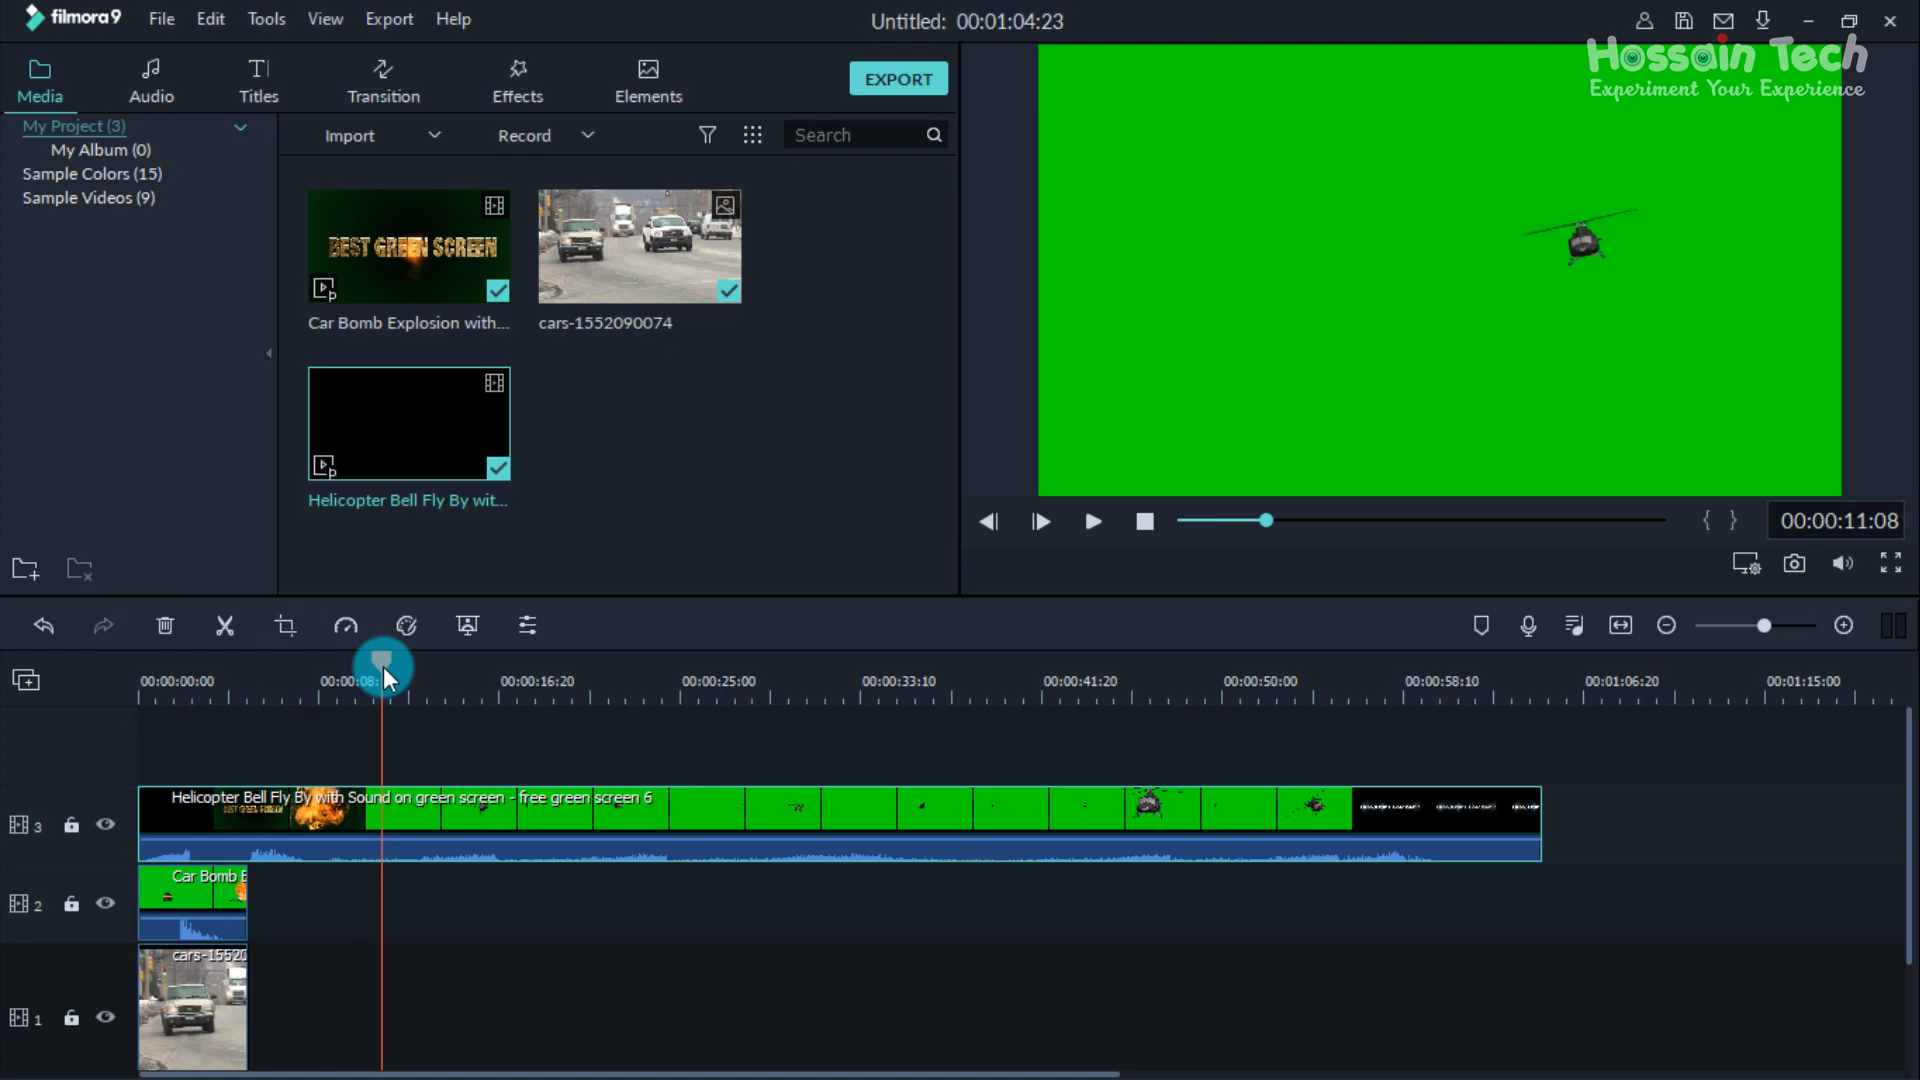 filmora9 File Edit Tools View Export Help Untitled: 00:01:04:23
Hossain Tech
Experiment Your Experience
Media Audio Titles Transition Effects Elements EXPORT
My Project (3)
My Album (0)
Sample Colors (15)
Sample Videos (9)
Import Record Search
BEST GREEN SCREEN
Car Bomb Explosion with... cars-1552090074
Helicopter Bell Fly By wit...
{ } 00:00:11:08
00:00:00:00 00:00:08: 00:00:16:20 00:00:25:00 00:00:33:10 00:00:41:20 00:00:50:00 00:00:58:10 00:01:06:20 00:01:15:00
Helicopter Bell Fly By with Sound on green screen - free green screen 6
BEST GREEN SCREEN
3
Car Bomb E
2
cars-15520
1